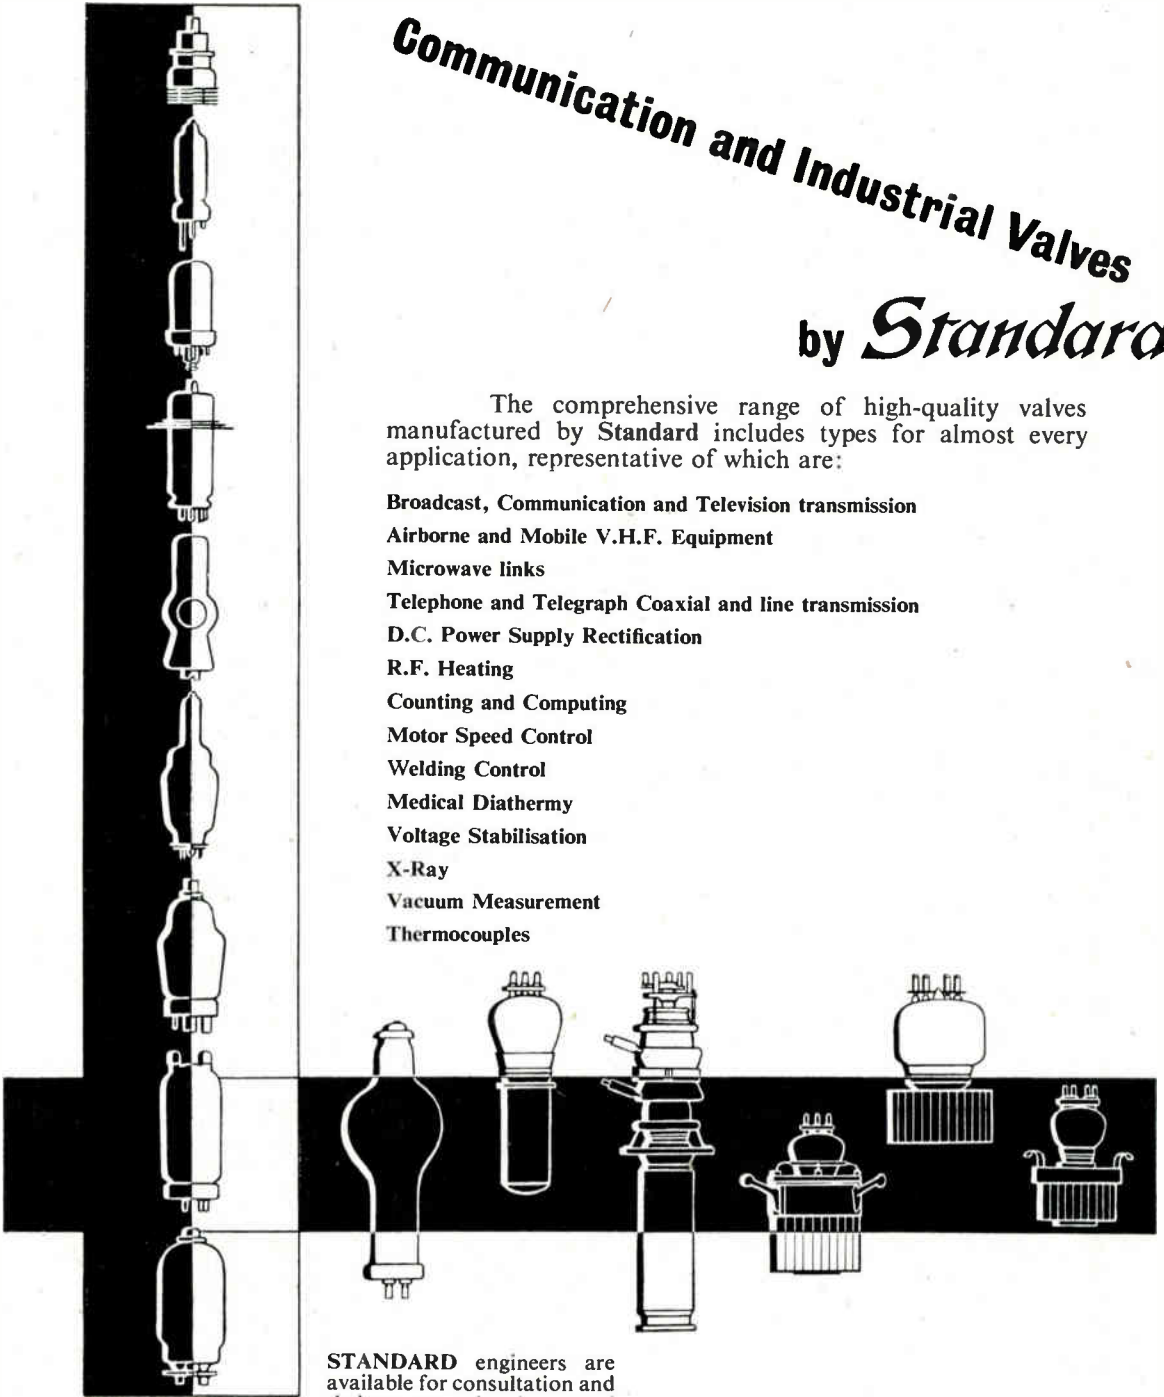 Communication and Industrial Valves
by Standard
The comprehensive range of high-quality valves
manufactured by Standard includes types for almost every
application, representative of which are:
Broadcast, Communication and Television transmission
Airborne and Mobile V.H.F. Equipment
Microwave links
Telephone and Telegraph Coaxial and line transmission
D.C. Power Supply Rectification
R.F. Heating
Counting and Computing
Motor Speed Control
Welding Control
Medical Diathermy
Voltage Stabilisation
X-Ray
Vacuum Measurement
Thermocouples
STANDARD engineers are
available for consultation and